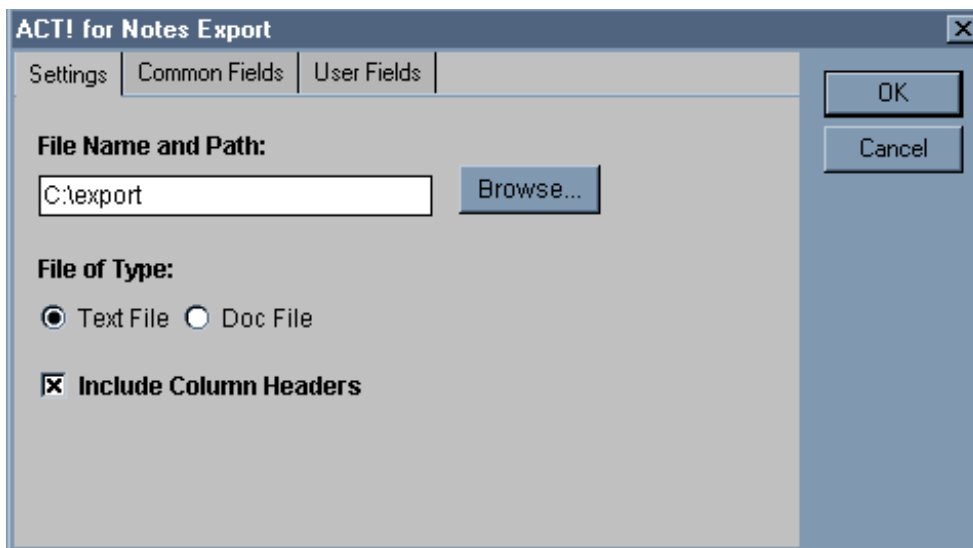 ACT! for Notes Export
Settings Common Fields User Fields
OK
Cancel
File Name and Path:
C:\export Browse...
File of Type:
Text File Doc File
Include Column Headers